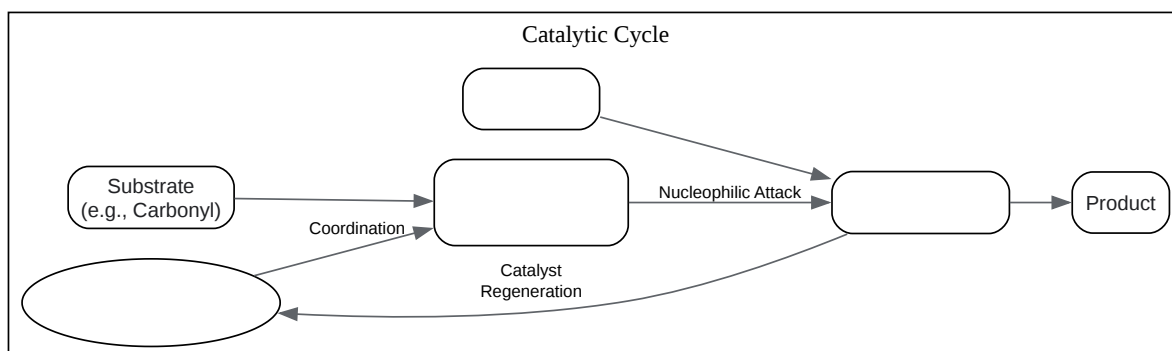 Catalytic Cycle
Substrate
(e.g., Carbonyl)
Coordination
Nucleophilic Attack
Catalyst
Regeneration
Product